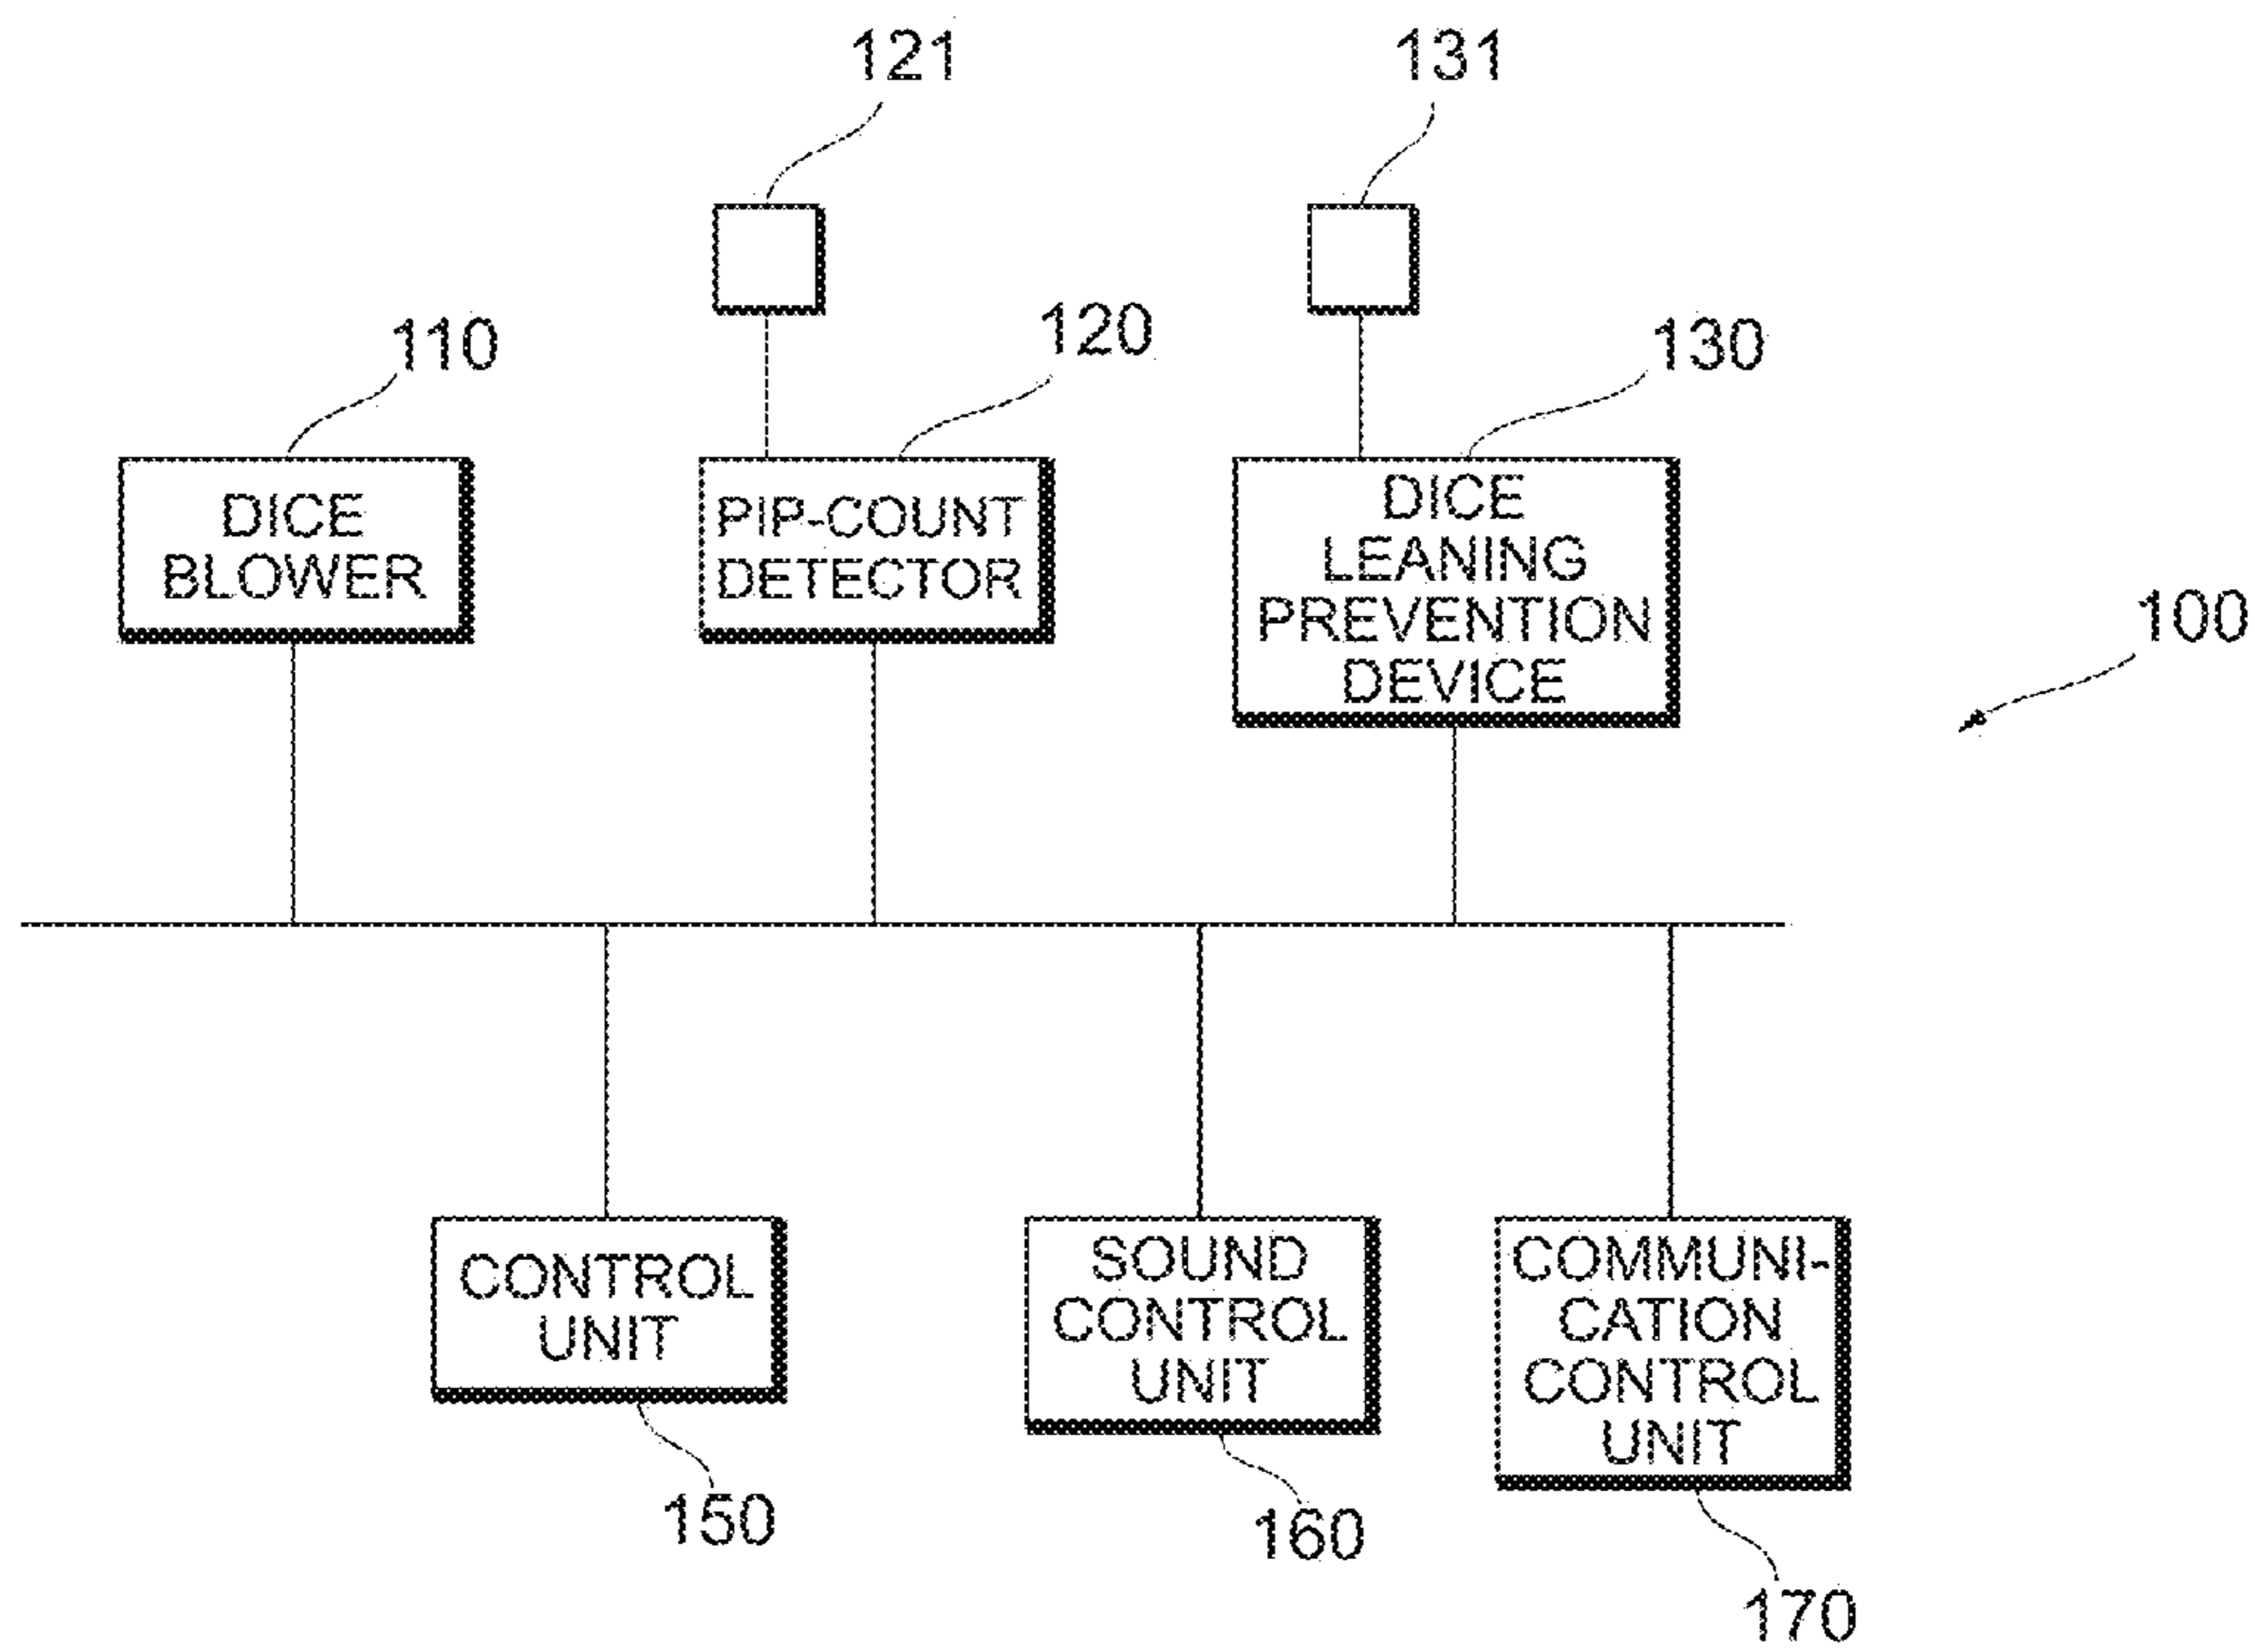 121
131
110
120
130
DICE
BLOWER
PIP-COUNT
DETECTOR
DICE
LEANING
PREVENTION
DEVICE
100
CONTROL
UNIT
SOUND
CONTROL
UNIT
COMMUNI-
CATION
CONTROL
UNIT
150
160
170